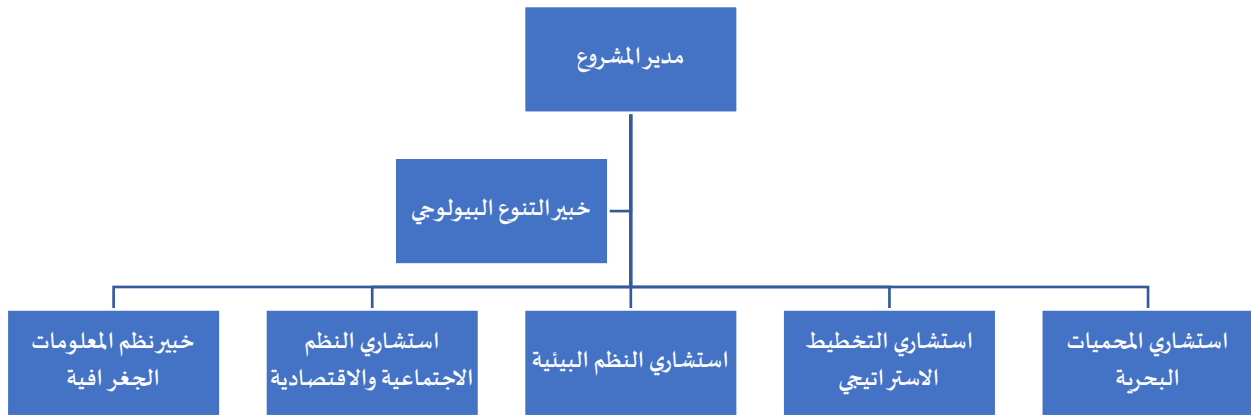 مدير المشروع
خبير التنوع البيولوجي
استشاري المحميات
البحرية
استشاري التخطيط
الاستراتيجي
استشاري النظم البيئية
استشاري النظم
الاجتماعية والاقتصادية
خبير نظم المعلومات
الجغرافية